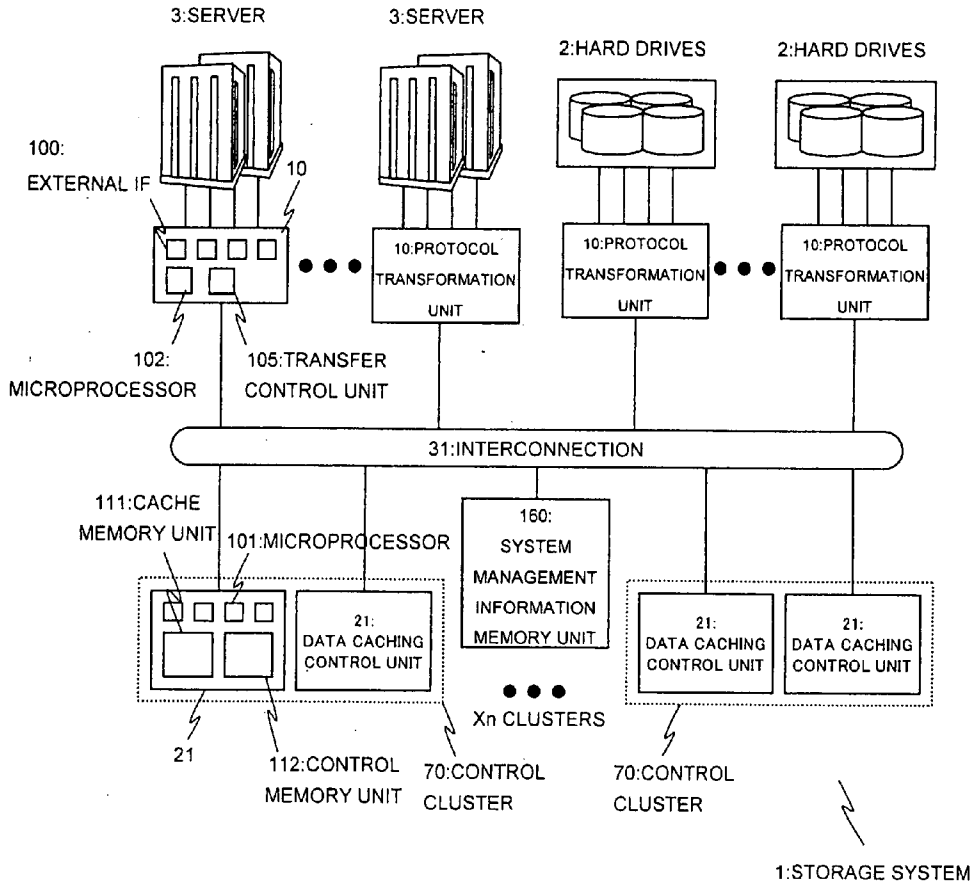 3:SERVER
3:SERVER
2:HARD DRIVES
2:HARD DRIVES
100:
EXTERNAL IF
10
10:PROTOCOL
TRANSFORMATION
UNIT
10:PROTOCOL
TRANSFORMATION
UNIT
10:PROTOCOL
TRANSFORMATION
UNIT
102:
MICROPROCESSOR
105:TRANSFER
CONTROL UNIT
31:INTERCONNECTION
111:CACHE
MEMORY UNIT
101:MICROPROCESSOR
160:
SYSTEM
MANAGEMENT
INFORMATION
MEMORY UNIT
21:
DATA CACHING
CONTROL UNIT
21:
DATA CACHING
CONTROL UNIT
21:
DATA CACHING
CONTROL UNIT
Xn CLUSTERS
21
112:CONTROL
MEMORY UNIT
70:CONTROL
CLUSTER
70:CONTROL
CLUSTER
1:STORAGE SYSTEM